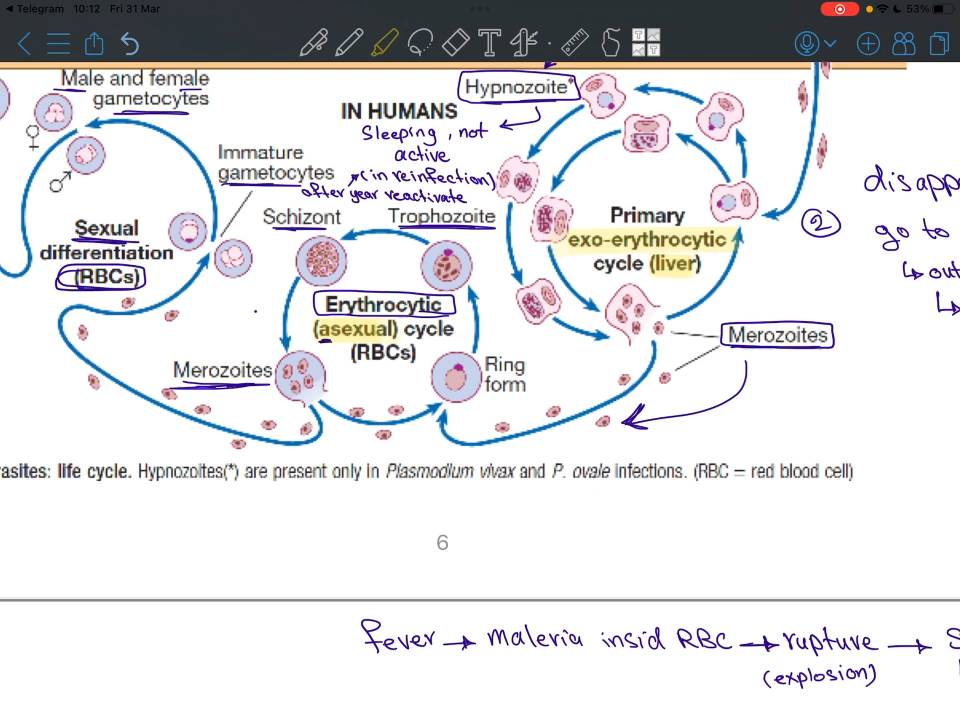 Telegram 10:12 Fri 31 Mar
53%
Male and female
gametocytes
IN HUMANS
Hypnozoite*
Sleeping, not
active
(in reinfection)
after year reactivate
Immature
gametocytes
Schizont
Trophozoite
Sexual
differentiation
(RBCs)
Primary
exo-erythrocytic
cycle (liver)
2
disapp
go to
out
Erythrocytic
(asexual) cycle
(RBCs)
Merozoites
Merozoites
Ring
form
asites: life cycle. Hypnozoites(*) are present only in Plasmodium vivax and P. ovale infections. (RBC = red blood cell)
6
fever → maleria insid RBC → rupture → S
(explosion)